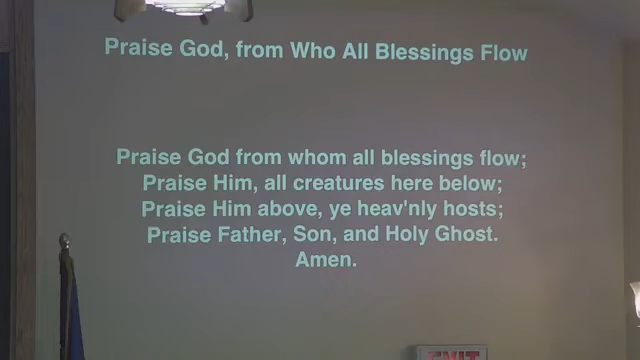 Praise God, from Who All Blessings Flow
Praise God from whom all blessings flow;
Praise Him, all creatures here below;
Praise Him above, ye heav'nly hosts;
Praise Father, Son, and Holy Ghost.
Amen.
EXIT